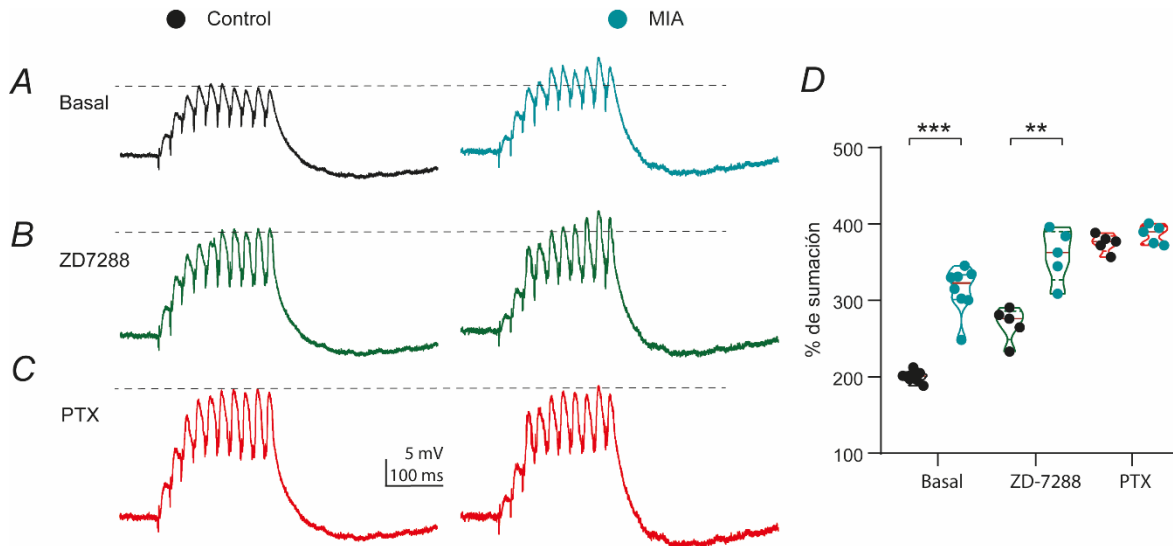 Control
MIA
A
Basal
B
ZD7288
C
PTX
5 mV
100 ms
D
***
**
500
400
300
200
100
% de sumación
Basal
ZD-7288
PTX